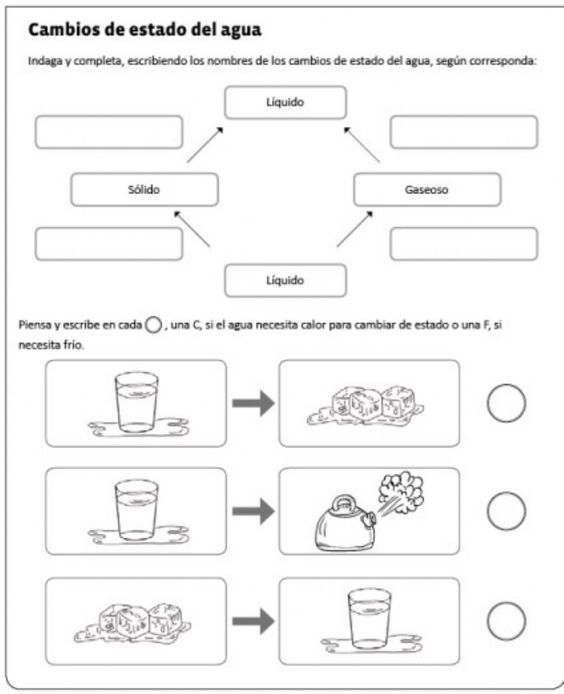 Cambios de estado del agua
Indaga y completa, escribiendo los nombres de los cambios de estado del agua, según corresponda:
Líquido
Sólido
Gaseoso
Líquido
Piensa y escribe en cada , una C, si el agua necesita calor para cambiar de estado o una F, si
necesita frío.